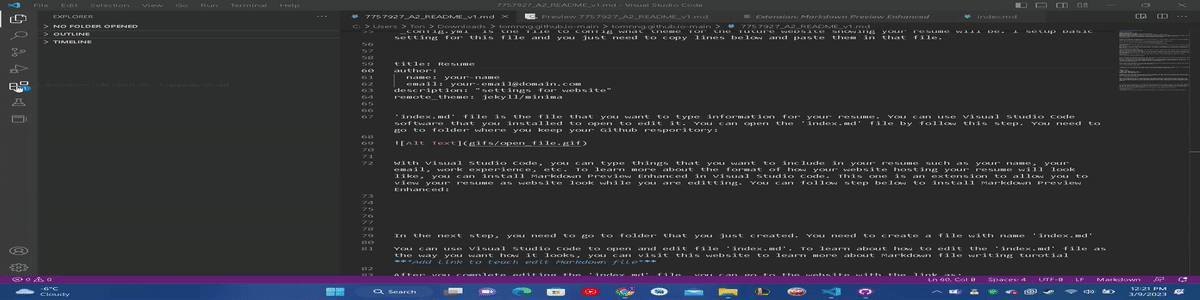 File Edit Selection View Go Run Terminal Help
7757927_A2_README_v1.md - Visual Studio Code
EXPLORER
> NO FOLDER OPENED
> OUTLINE
> TIMELINE
7757927_A2_README_v1.md
Preview 7757927_A2_README_v1.md
Extension: Markdown Preview Enhanced
index.md
C: > Users > Ton > Downloads > tomnng.github.io-main > tomnng.github.io-main > 7757927_A2_README_v1.md
55 _config.yml is the file to config what theme for the future website showing your resume will be. I setup basic
setting for this file and you just need to copy lines below and paste them in that file.
56
57
58
59 title: Resume
60 author:
61 name: your-name
62 email: your.email@domain.com
63 description: "settings for website"
64 remote_theme: jekyll/minima
65
66
67 'index.md' file is the file that you want to type information for your resume. You can use Visual Studio Code
software that you installed to open to edit it. You can open the 'index.md' file by follow this step. You need to
go to folder where you keep your Github resporitory:
68
69 ![Alt Text](gifs/open_file.gif)
70
71
72 With Visual Studio Code, you can type things that you want to include in your resume such as your name, your
email, work experience, etc. To learn more about the format of how your website hosting your resume will look
like, you can install Markdown Preview Enhanced in Visual Studio Code. This one is an extension to allow you to
view your resume as website look while you are editting. You can follow step below to install Markdown Preview
Enhanced:
73
74
75
76
77
78
79 In the next step, you need to go to folder that you just created. You need to create a file with name 'index.md'
80
81 You can use Visual Studio Code to open and edit file 'index.md'. To learn about how to edit the 'index.md' file as
the way you want how it looks, you can visit this website to learn more about Markdown file writing turotial
***Add Link to teach edit Markdown file***
82
83 After you complete editing the 'index.md' file, you can go to the website with the link as:
0 0
Ln 60, Col 8 Spaces: 4 UTF-8 LF Markdown
-6°C
Cloudy
Search
12:21 PM
3/9/2023